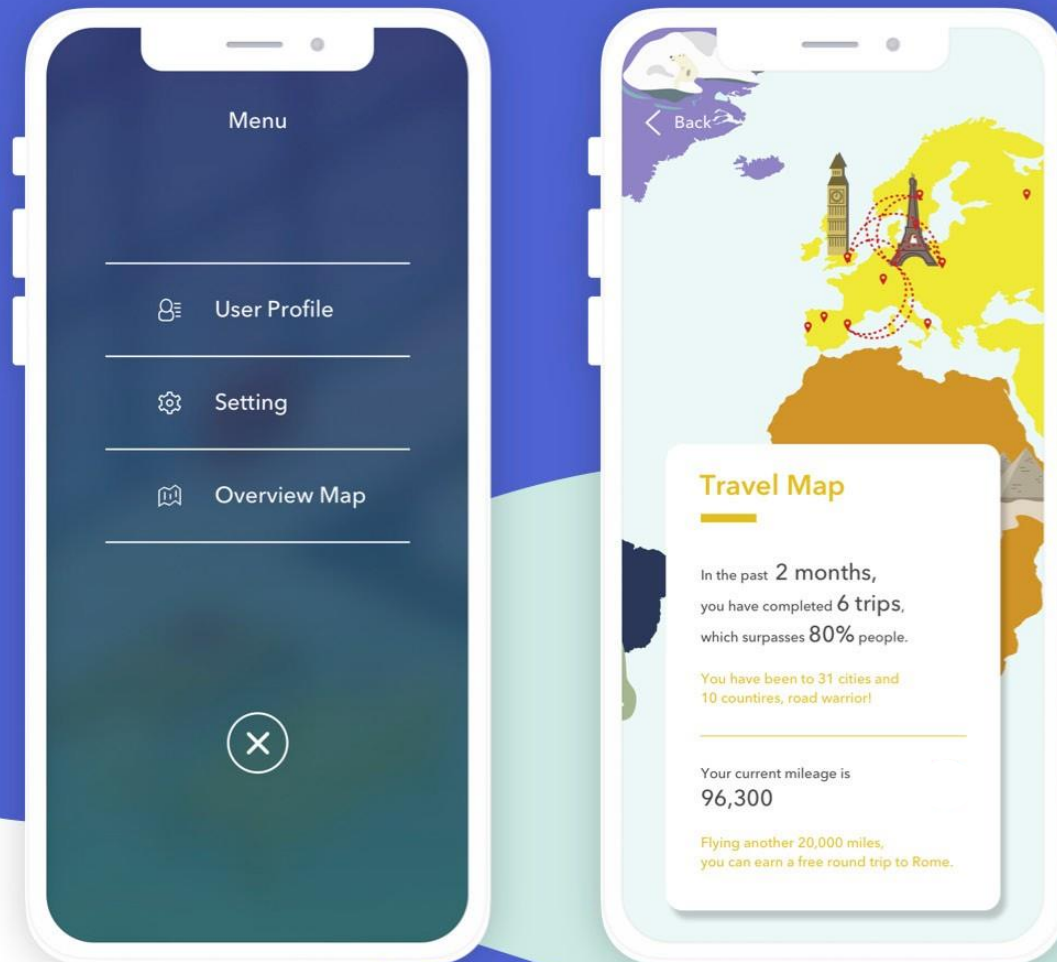 Menu
User Profile
Setting
Overview Map
Back
Travel Map
In the past 2 months,
you have completed 6 trips,
which surpasses 80% people.
You have been to 31 cities and
10 countires, road warrior!
Your current mileage is
96,300
Flying another 20,000 miles,
you can earn a free round trip to Rome.